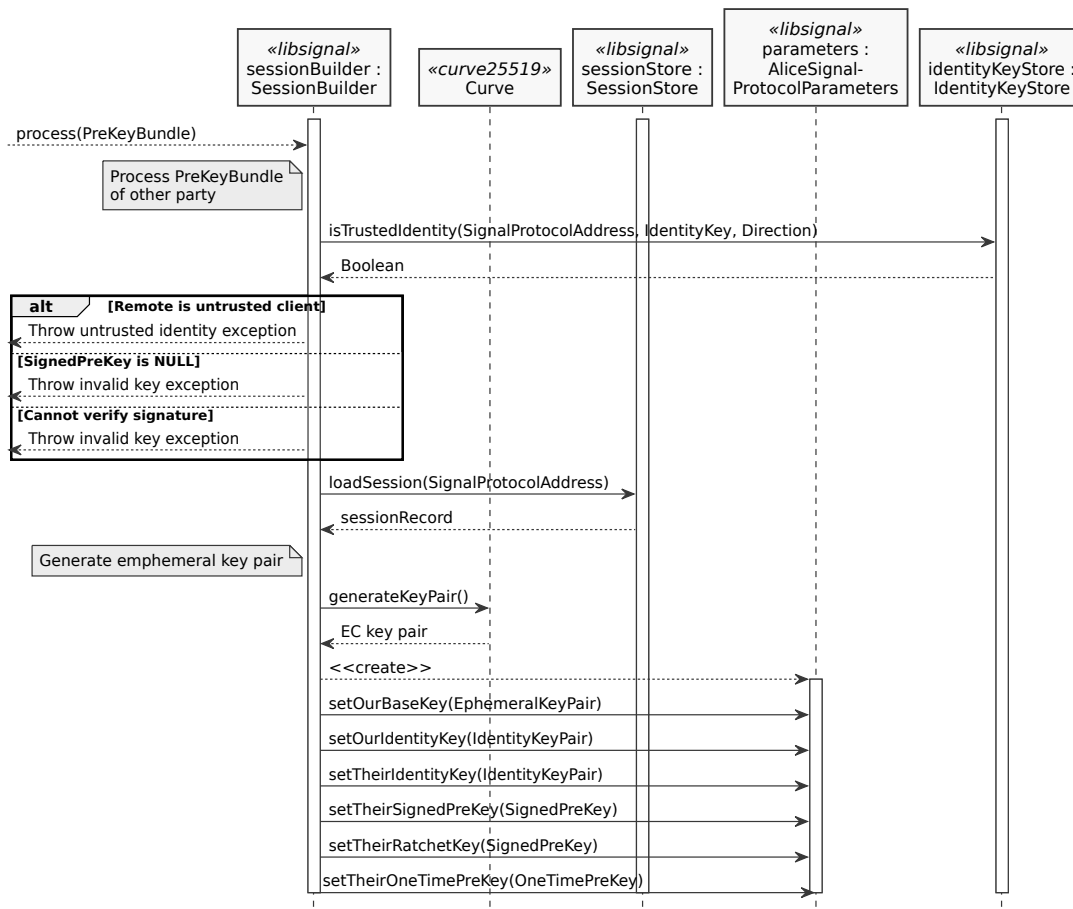 «libsignal»
sessionBuilder :
SessionBuilder
«curve25519»
Curve
«libsignal»
sessionStore :
SessionStore
«libsignal»
parameters :
AliceSignal-
ProtocolParameters
«libsignal»
identityKeyStore :
IdentityKeyStore
process(PreKeyBundle)
Process PreKeyBundle
of other party
isTrustedIdentity(SignalProtocolAddress, IdentityKey, Direction)
Boolean
alt [Remote is untrusted client]
Throw untrusted identity exception
[SignedPreKey is NULL]
Throw invalid key exception
[Cannot verify signature]
Throw invalid key exception
loadSession(SignalProtocolAddress)
sessionRecord
Generate emphemeral key pair
generateKeyPair()
EC key pair
<<create>>
setOurBaseKey(EphemeralKeyPair)
setOurIdentityKey(IdentityKeyPair)
setTheirIdentityKey(IdentityKeyPair)
setTheirSignedPreKey(SignedPreKey)
setTheirRatchetKey(SignedPreKey)
setTheirOneTimePreKey(OneTimePreKey)